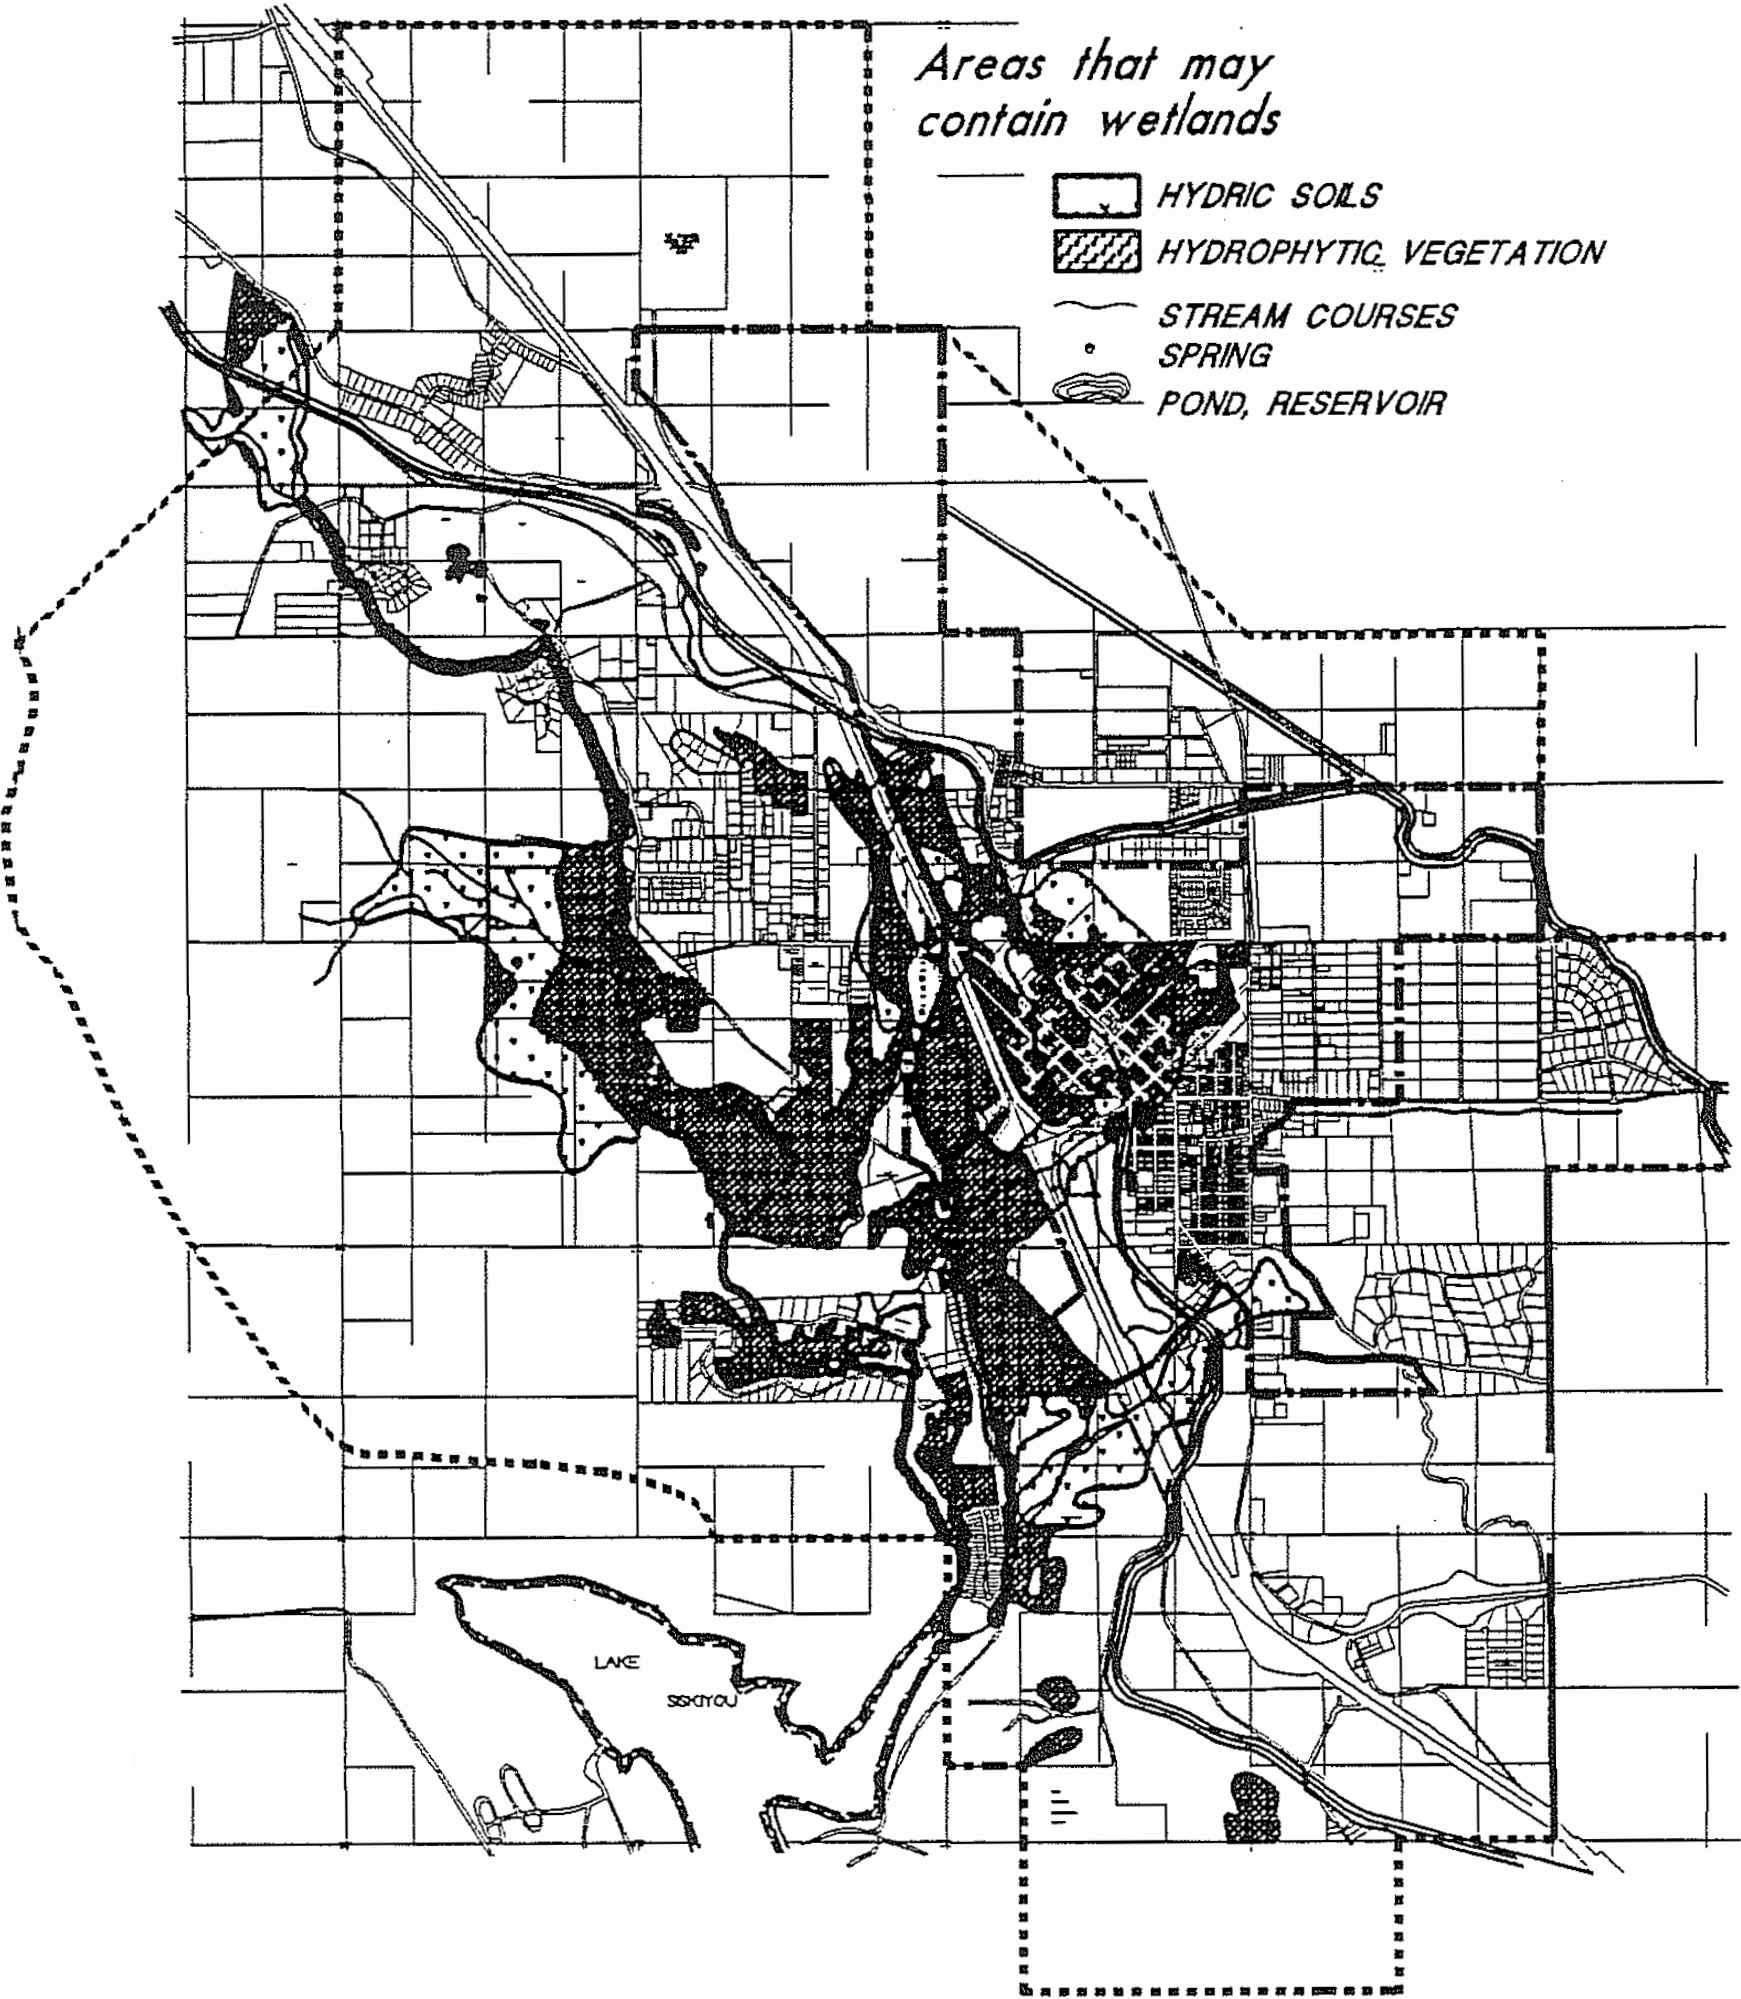 Areas that may
contain wetlands
HYDRIC SOILS
HYDROPHYTIC VEGETATION
STREAM COURSES
SPRING
POND, RESERVOIR
LAKE
SISKIYOU